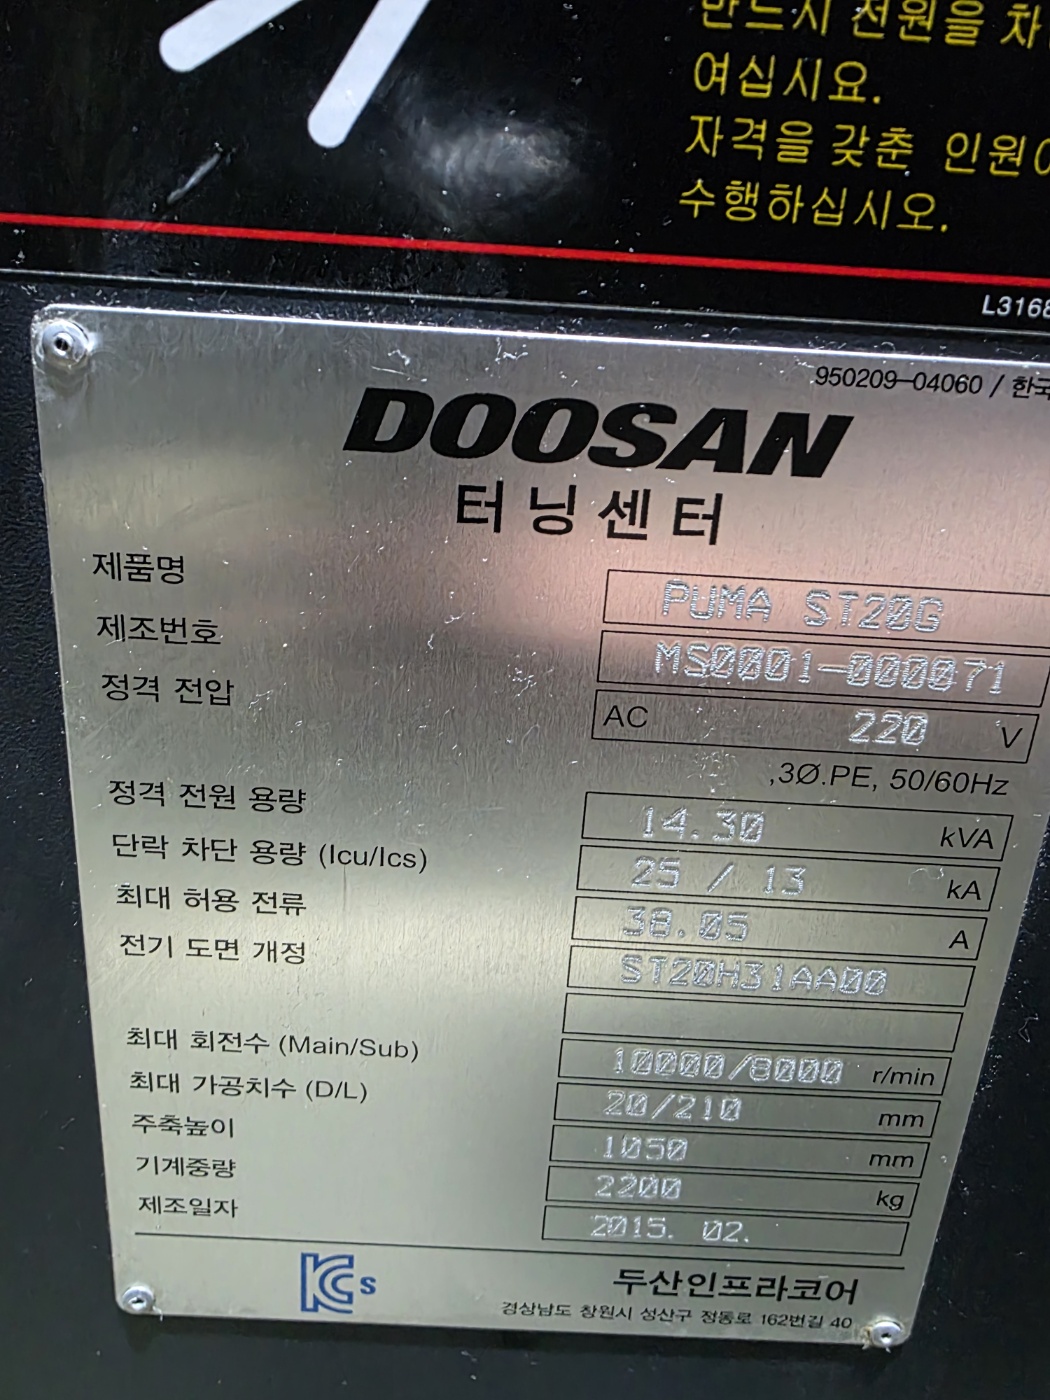 반드시 전원을 차
여십시요.
자격을 갖춘 인원이
수행하십시오.
L3168
950209-04060 / 한국
DOOSAN
터닝센터
제품명 PUMA ST20G
제조번호 MS0001-000071
정격 전압 AC 220 V
,3Ø.PE, 50/60Hz
정격 전원 용량 14.30 kVA
단락 차단 용량 (Icu/Ics) 25 / 13 kA
최대 허용 전류 38.05 A
전기 도면 개정 ST20H31AA00
최대 회전수 (Main/Sub) 10000/8000 r/min
최대 가공치수 (D/L) 20/210 mm
주축높이 1050 mm
기계중량 2200 kg
제조일자 2015. 02.
KCs
두산인프라코어
경상남도 창원시 성산구 정동로 162번길 40